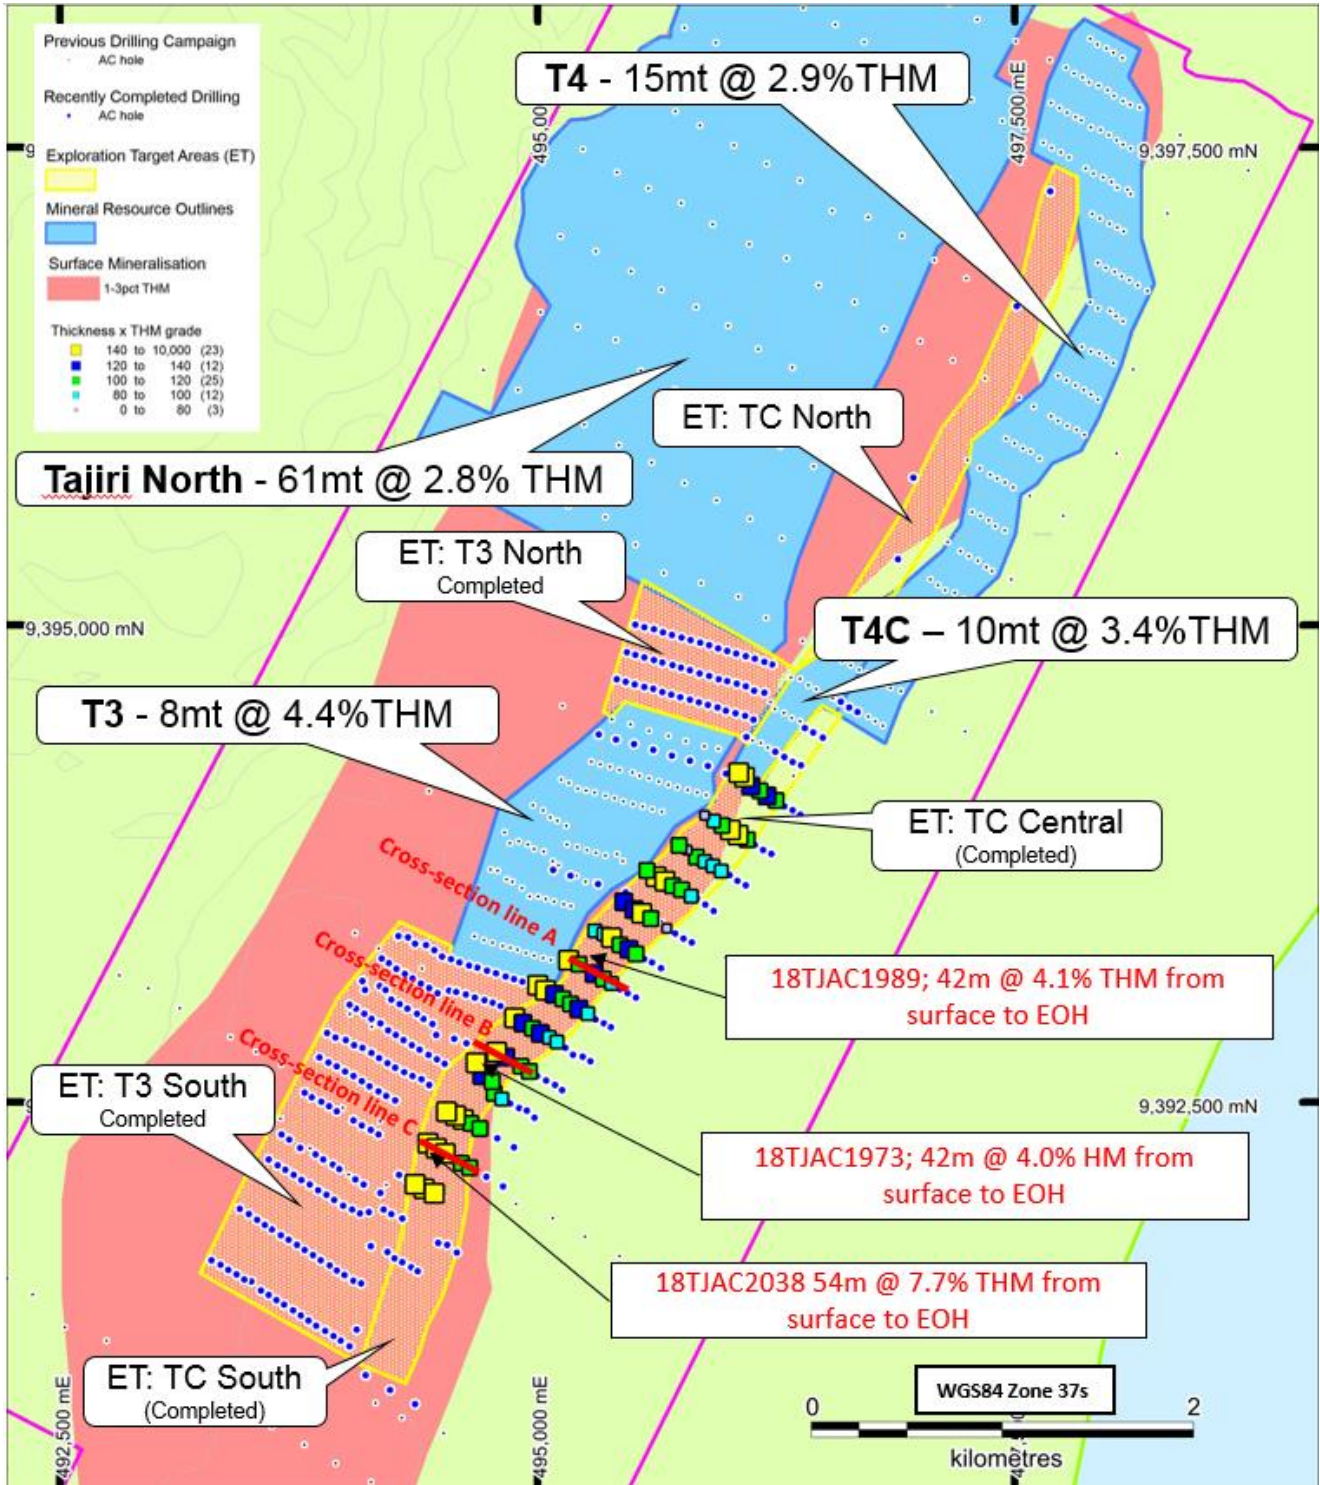 Previous Drilling Campaign
AC hole
Recently Completed Drilling
AC hole
Exploration Target Areas (ET)
Mineral Resource Outlines
Surface Mineralisation
1-3pct THM
Thickness x THM grade
140 to 10,000 (23)
120 to 140 (12)
100 to 120 (25)
80 to 100 (12)
0 to 80 (3)
T4 - 15mt @ 2.9%THM
497,500 mE
9,397,500 mN
ET: TC North
Tajiri North - 61mt @ 2.8% THM
ET: T3 North
Completed
9,395,000 mN
T4C – 10mt @ 3.4%THM
T3 - 8mt @ 4.4%THM
ET: TC Central
(Completed)
Cross-section line A
Cross-section line B
Cross-section line C
18TJAC1989; 42m @ 4.1% THM from
surface to EOH
ET: T3 South
Completed
9,392,500 mN
18TJAC1973; 42m @ 4.0% HM from
surface to EOH
18TJAC2038 54m @ 7.7% THM from
surface to EOH
ET: TC South
(Completed)
492,500 mE
495,000 mE
WGS84 Zone 37s
0 2
kilometres